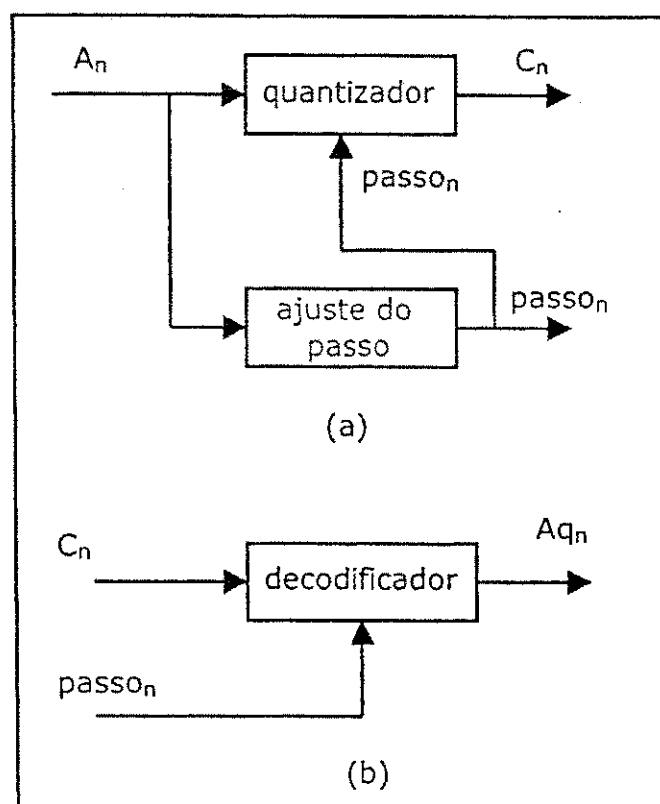 Aₙ
Cₙ
quantizador
passoₙ
ajuste do
passo
passoₙ
(a)
Cₙ
Aqₙ
decodificador
passoₙ
(b)